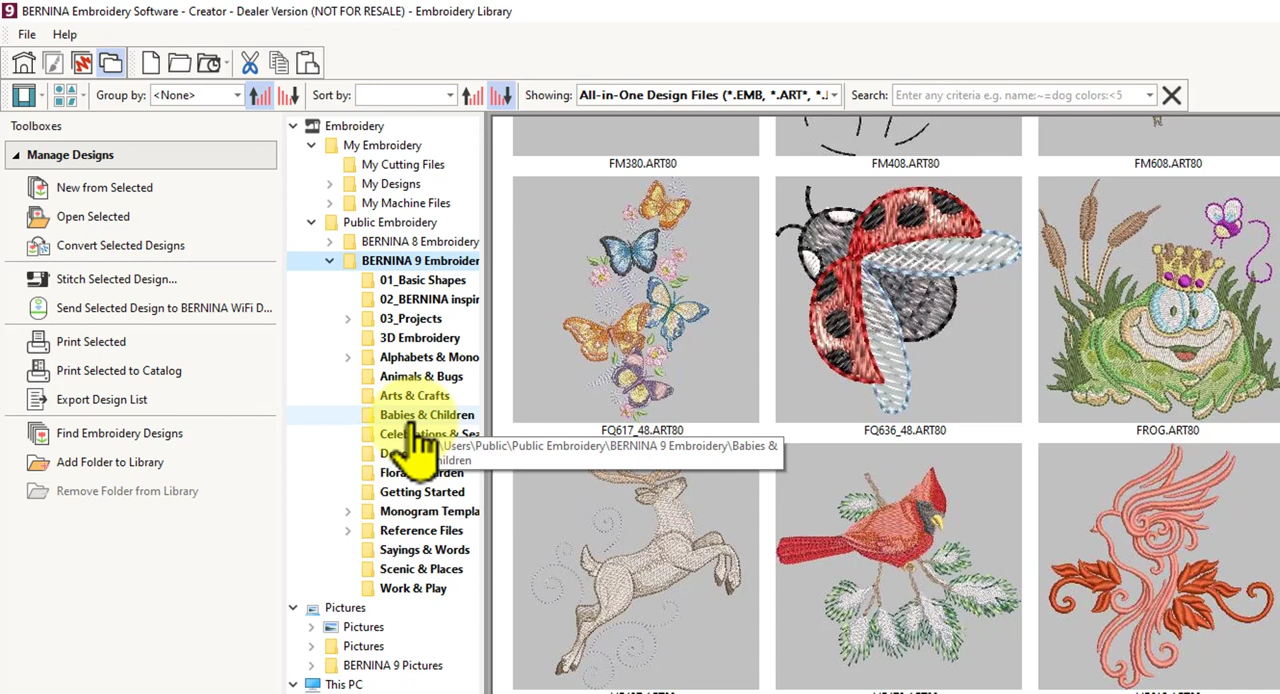 9 BERNINA Embroidery Software - Creator - Dealer Version (NOT FOR RESALE) - Embroidery Library
File Help
Group by: <None> Sort by: Showing: All-in-One Design Files (*.EMB, *.ART*, *.I Search: Enter any criteria e.g. name:~=dog colors:<5
Toolboxes
Manage Designs
New from Selected
Open Selected
Convert Selected Designs
Stitch Selected Design...
Send Selected Design to BERNINA WiFi D...
Print Selected
Print Selected to Catalog
Export Design List
Find Embroidery Designs
Add Folder to Library
Remove Folder from Library
Embroidery
My Embroidery
My Cutting Files
My Designs
My Machine Files
Public Embroidery
BERNINA 8 Embroidery
BERNINA 9 Embroider
01_Basic Shapes
02_BERNINA inspir
03_Projects
3D Embroidery
Alphabets & Mono
Animals & Bugs
Arts & Crafts
Babies & Children
& Sea
\Users\Public\Public Embroidery\BERNINA 9 Embroidery\Babies &
Getting Started
Monogram Templa
Reference Files
Sayings & Words
Scenic & Places
Work & Play
Pictures
Pictures
Pictures
BERNINA 9 Pictures
This PC
FM380.ART80
FM408.ART80
FM608.ART80
FQ617_48.ART80
FQ636_48.ART80
FROG.ART80